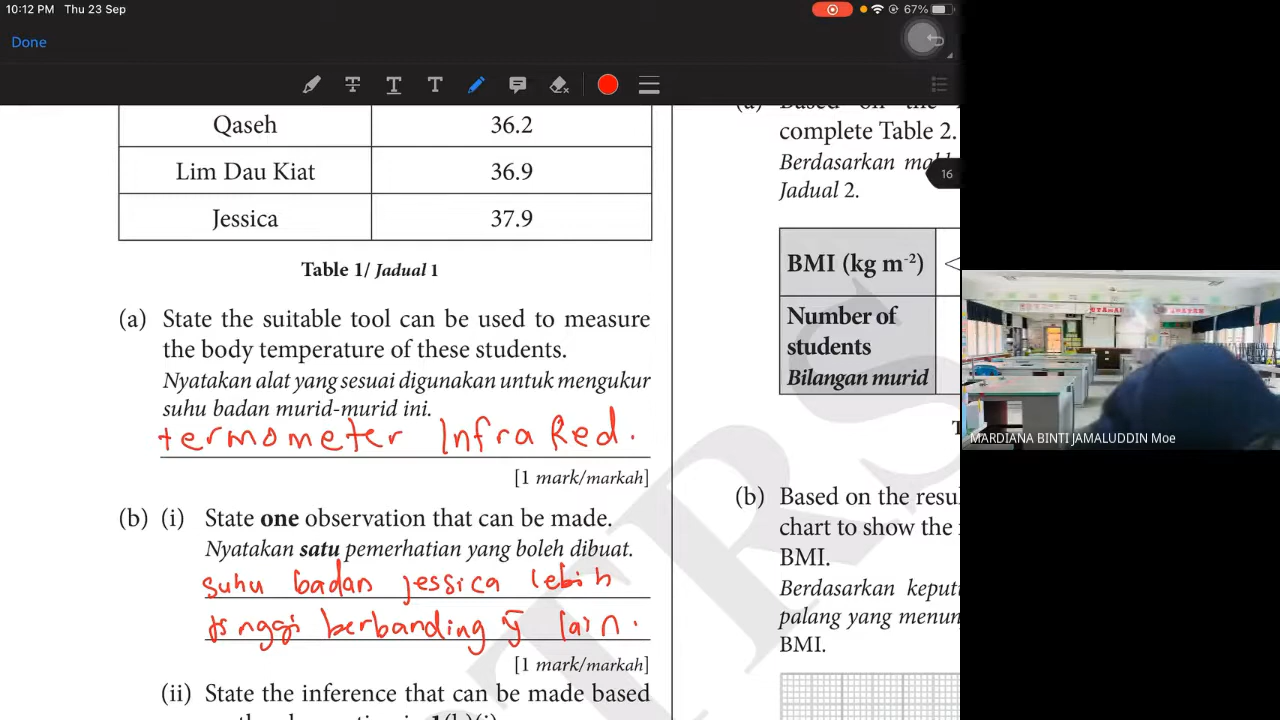 10:12 PM Thu 23 Sep
67%
Done
Qaseh 36.2
Lim Dau Kiat 36.9
Jessica 37.9
Table 1/ Jadual 1
(a) State the suitable tool can be used to measure
the body temperature of these students.
Nyatakan alat yang sesuai digunakan untuk mengukur
suhu badan murid-murid ini.
termometer Infra Red.
[1 mark/markah]
(b) (i) State one observation that can be made.
Nyatakan satu pemerhatian yang boleh dibuat.
suhu badan jessica lebih
tinggi berbanding yg lain.
[1 mark/markah]
(ii) State the inference that can be made based
complete Table 2.
Berdasarkan
Jadual 2.
16
BMI (kg m⁻²) <
Number of
students
Bilangan murid
(b) Based on the
chart to show the
BMI.
Berdasarkan
palang yang
BMI.
MARDIANA BINTI JAMALUDDIN Moe